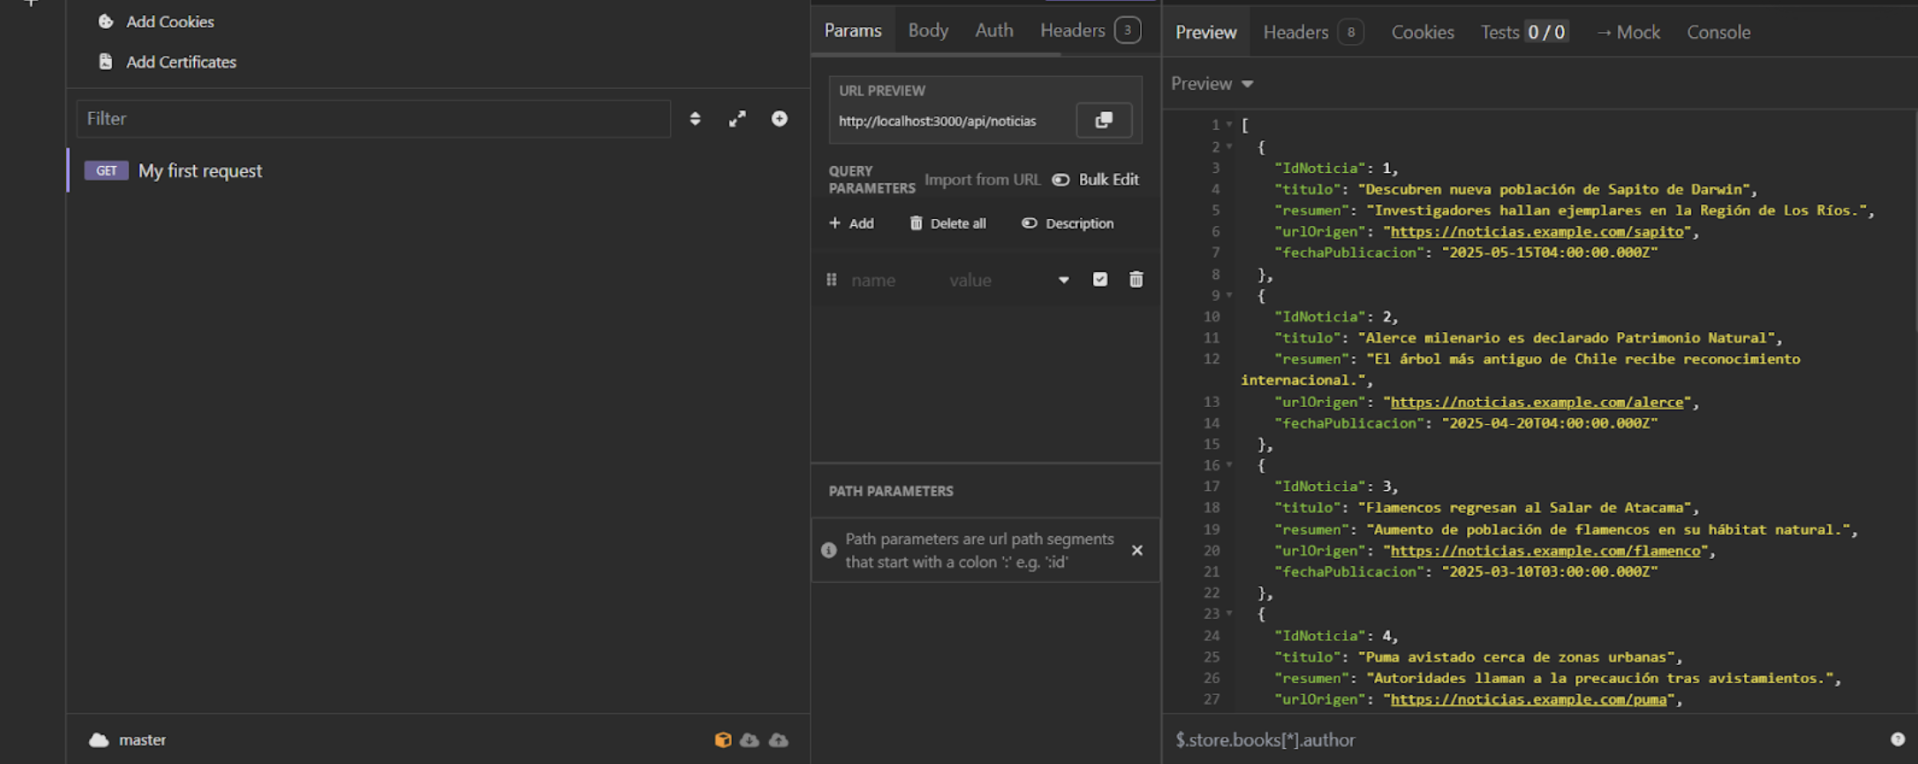 Add Cookies
Add Certificates
Filter
GET My first request
master
Params Body Auth Headers 3
URL PREVIEW
http://localhost:3000/api/noticias
QUERY PARAMETERS Import from URL Bulk Edit
+ Add Delete all Description
name value
PATH PARAMETERS
Path parameters are url path segments
that start with a colon ':' e.g. ':id'
Preview Headers 8 Cookies Tests 0 / 0 → Mock Console
Preview
1 [
2 {
3 "IdNoticia": 1,
4 "titulo": "Descubren nueva población de Sapito de Darwin",
5 "resumen": "Investigadores hallan ejemplares en la Región de Los Ríos.",
6 "urlOrigen": "https://noticias.example.com/sapito",
7 "fechaPublicacion": "2025-05-15T04:00:00.000Z"
8 },
9 {
10 "IdNoticia": 2,
11 "titulo": "Alerce milenario es declarado Patrimonio Natural",
12 "resumen": "El árbol más antiguo de Chile recibe reconocimiento
internacional.",
13 "urlOrigen": "https://noticias.example.com/alerce",
14 "fechaPublicacion": "2025-04-20T04:00:00.000Z"
15 },
16 {
17 "IdNoticia": 3,
18 "titulo": "Flamencos regresan al Salar de Atacama",
19 "resumen": "Aumento de población de flamencos en su hábitat natural.",
20 "urlOrigen": "https://noticias.example.com/flamenco",
21 "fechaPublicacion": "2025-03-10T03:00:00.000Z"
22 },
23 {
24 "IdNoticia": 4,
25 "titulo": "Puma avistado cerca de zonas urbanas",
26 "resumen": "Autoridades llaman a la precaución tras avistamientos.",
27 "urlOrigen": "https://noticias.example.com/puma",
$.store.books[*].author